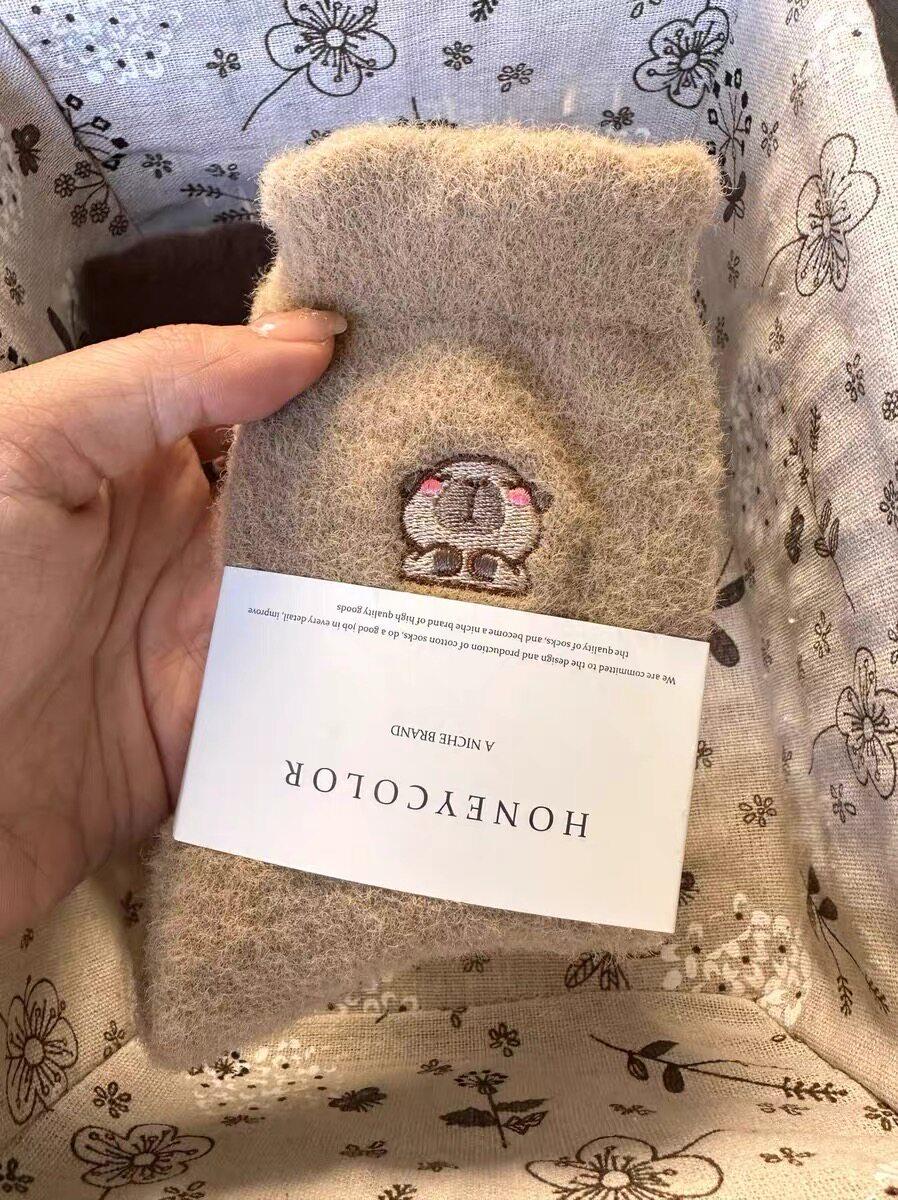 HONEYCOLOR
A NICHE BRAND
We are committed to the design and production of cotton socks, do a good job in every detail, improve
the quality of socks, and become a niche brand of high quality goods